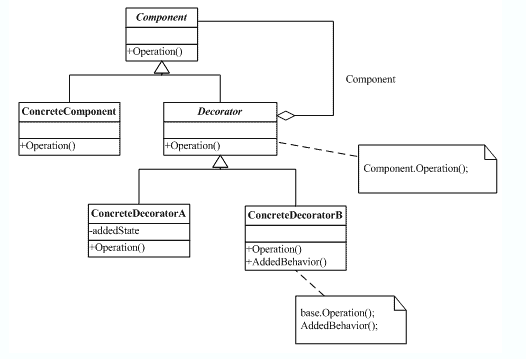 Component
+Operation()
Component
ConcreteComponent
+Operation()
Decorator
+Operation()
Component.Operation();
ConcreteDecoratorA
-addedState
+Operation()
ConcreteDecoratorB
+Operation()
+AddedBehavior()
base.Operation();
AddedBehavior();